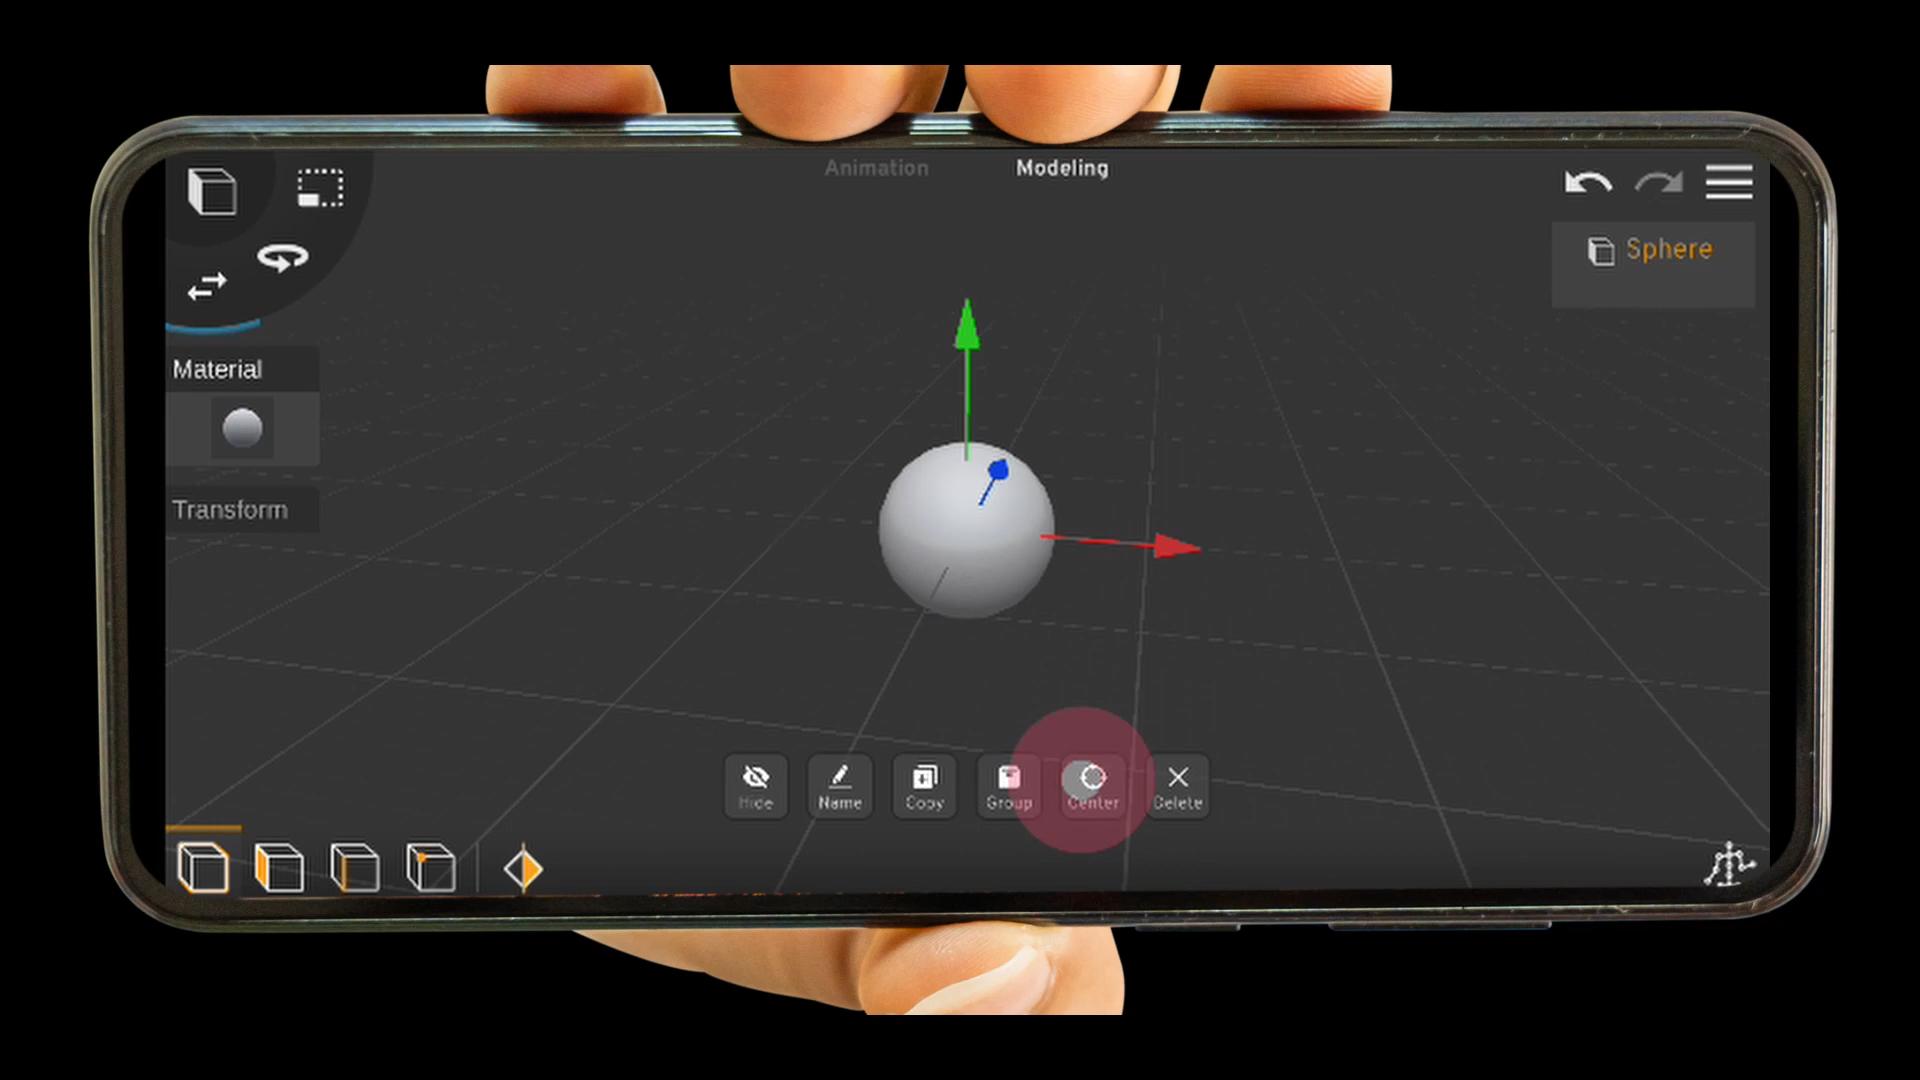 Animation
Modeling
Sphere
Material
Transform
Hide
Name
Copy
Group
Center
Delete